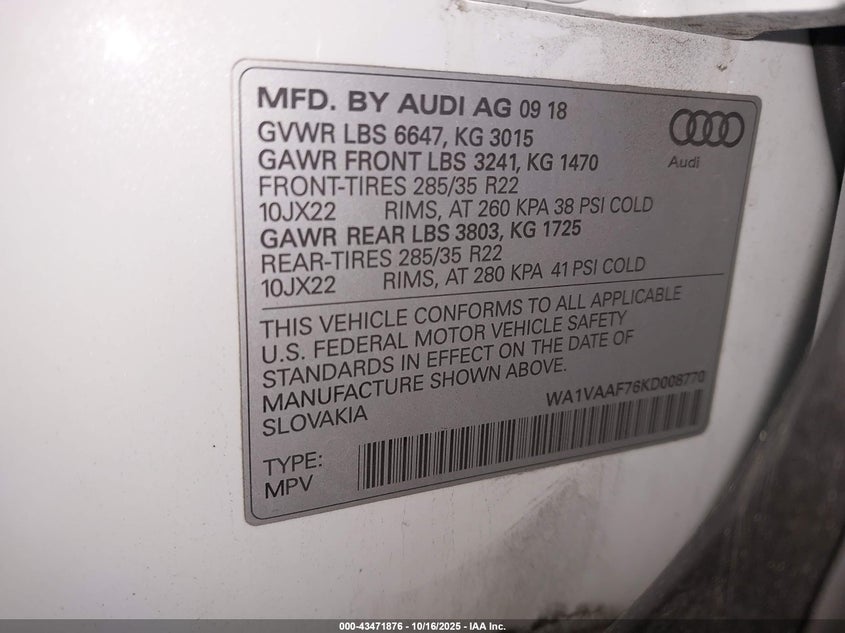 MFD. BY AUDI AG 09 18
GVWR LBS 6647, KG 3015
GAWR FRONT LBS 3241, KG 1470
FRONT-TIRES 285/35 R22
10JX22 RIMS, AT 260 KPA 38 PSI COLD
GAWR REAR LBS 3803, KG 1725
REAR-TIRES 285/35 R22
10JX22 RIMS, AT 280 KPA 41 PSI COLD
Audi
THIS VEHICLE CONFORMS TO ALL APPLICABLE
U.S. FEDERAL MOTOR VEHICLE SAFETY
STANDARDS IN EFFECT ON THE DATE OF
MANUFACTURE SHOWN ABOVE.
SLOVAKIA
WA1VAAF76KD008770
TYPE:
MPV
000-43471876 - 10/16/2025 - IAA Inc.